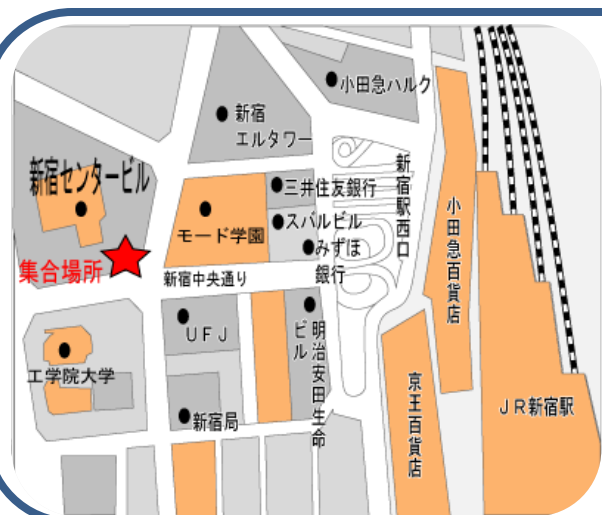 小田急ハルク
新宿
エルタワー
新宿センタービル
三井住友銀行
新宿駅西口
スバルビル
モード学園
みずほ
銀行
小田急百貨店
集合場所
新宿中央通り
UFJ
明治安田生命
ビル
工学院大学
京王百貨店
JR新宿駅
新宿局